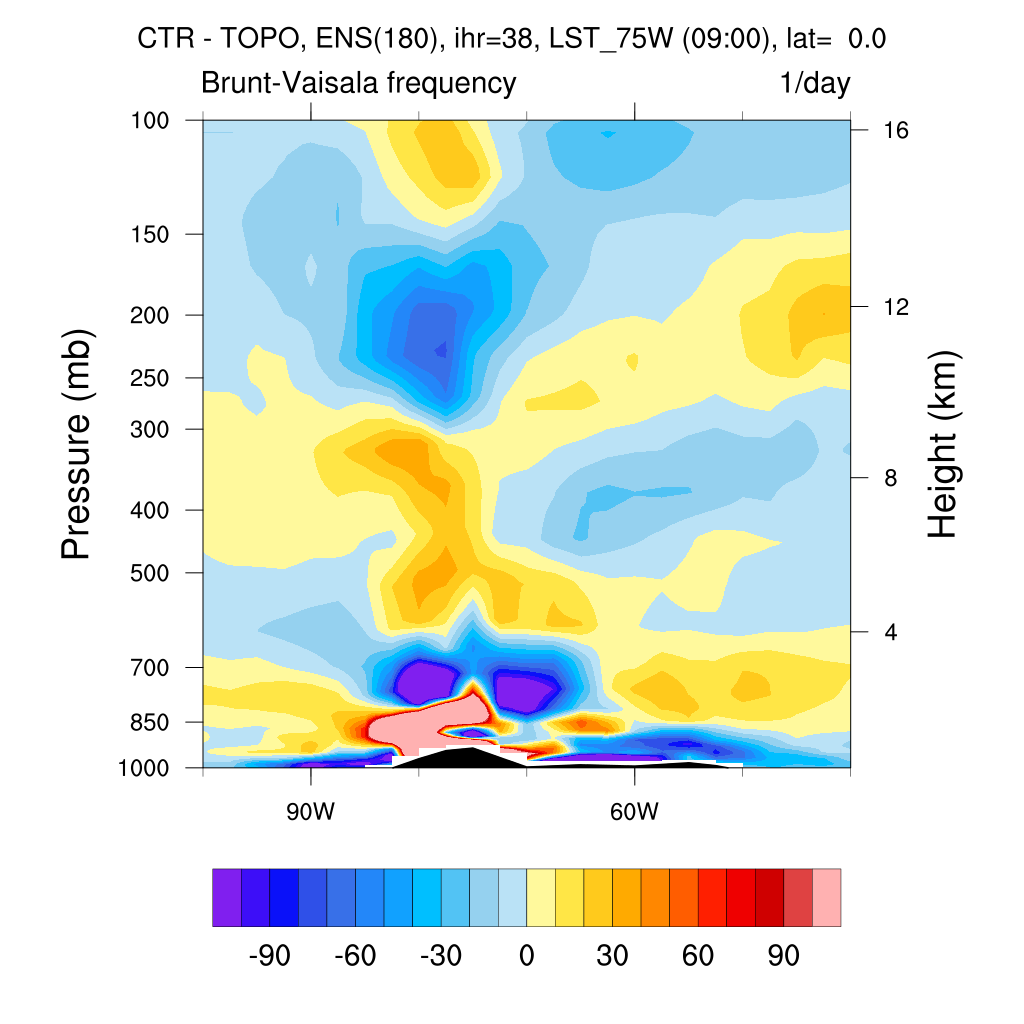 CTR - TOPO, ENS(180), ihr=38, LST_75W (09:00), lat=  0.0
Brunt-Vaisala frequency 1/day
100
150
200
250
300
400
500
700
850
1000
Pressure (mb)
16
12
8
4
Height (km)
90W 60W
-90 -60 -30 0 30 60 90